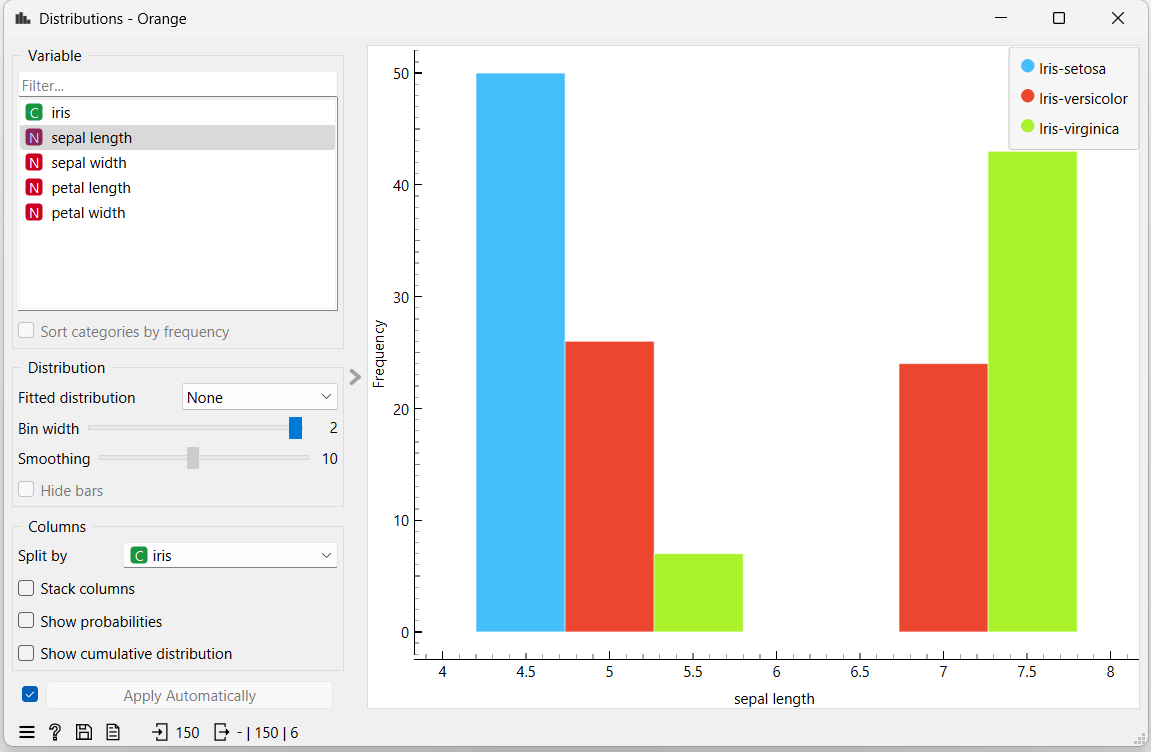 Distributions - Orange
Variable
Filter...
C iris
N sepal length
N sepal width
N petal length
N petal width
Sort categories by frequency
Distribution
Fitted distribution None
Bin width 2
Smoothing 10
Hide bars
Columns
Split by C iris
Stack columns
Show probabilities
Show cumulative distribution
Apply Automatically
? 150 - | 150 | 6
Iris-setosa
Iris-versicolor
Iris-virginica
Frequency
50
40
30
20
10
0
4 4.5 5 5.5 6 6.5 7 7.5 8
sepal length